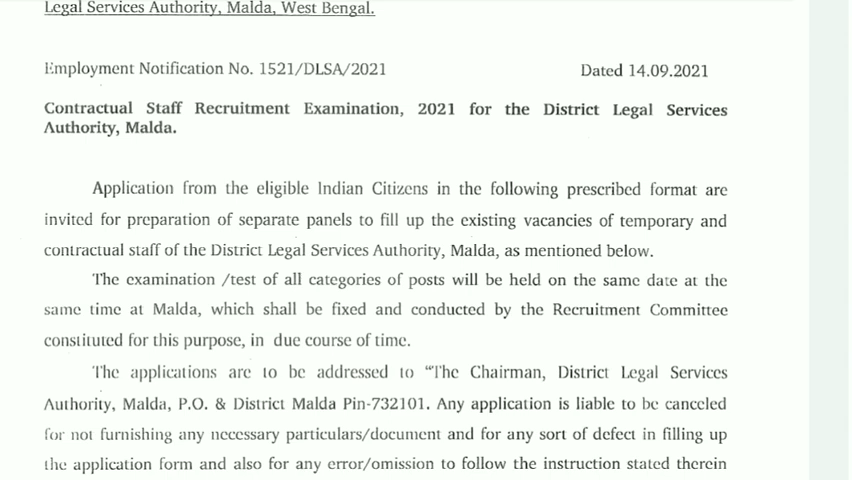 Legal Services Authority, Malda, West Bengal.
Employment Notification No. 1521/DLSA/2021 Dated 14.09.2021
Contractual Staff Recruitment Examination, 2021 for the District Legal Services
Authority, Malda.
Application from the eligible Indian Citizens in the following prescribed format are
invited for preparation of separate panels to fill up the existing vacancies of temporary and
contractual staff of the District Legal Services Authority, Malda, as mentioned below.
The examination /test of all categories of posts will be held on the same date at the
same time at Malda, which shall be fixed and conducted by the Recruitment Committee
constituted for this purpose, in due course of time.
The applications are to be addressed to “The Chairman, District Legal Services
Authority, Malda, P.O. & District Malda Pin-732101. Any application is liable to be canceled
for not furnishing any necessary particulars/document and for any sort of defect in filling up
the application form and also for any error/omission to follow the instruction stated therein